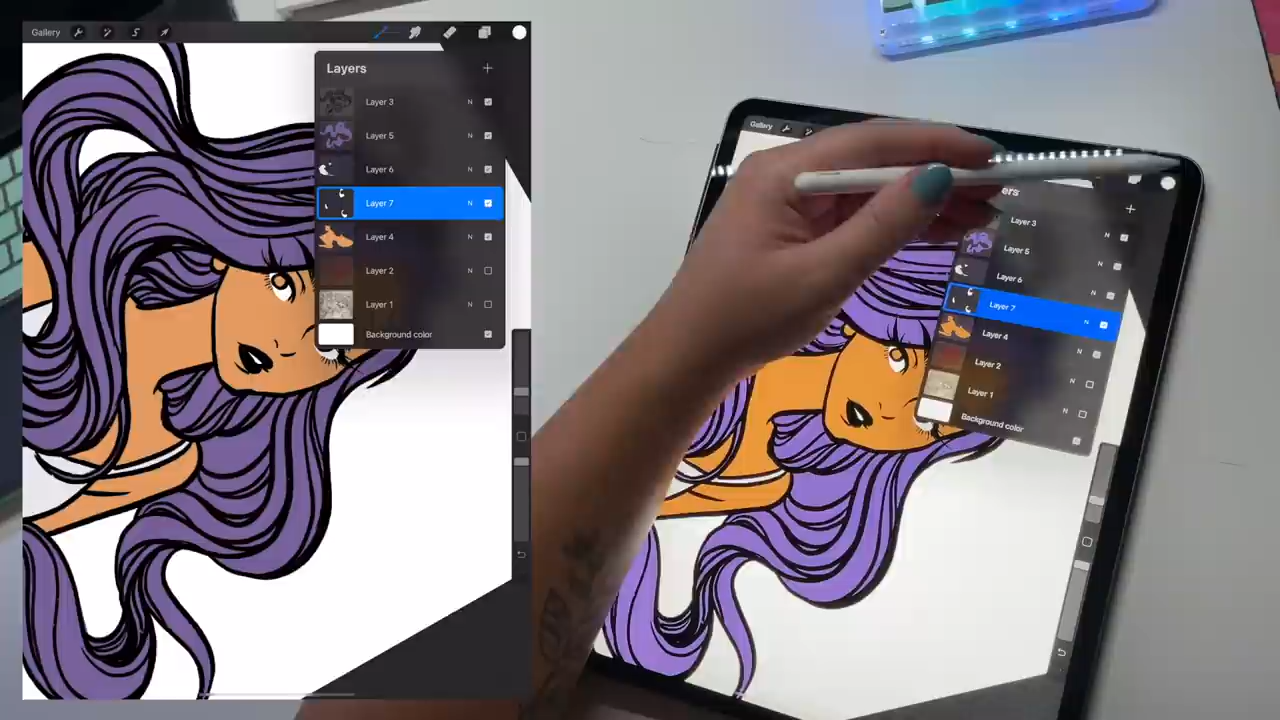 Gallery
Layers
Layer 3 N
Layer 5 N
Layer 6 N
Layer 7 N
Layer 4 N
Layer 2 N
Layer 1 N
Background color
Gallery
ers
Layer 3 N
Layer 5 N
Layer 6 N
Layer 7 N
Layer 4 N
Layer 2 N
Layer 1 N
Background color